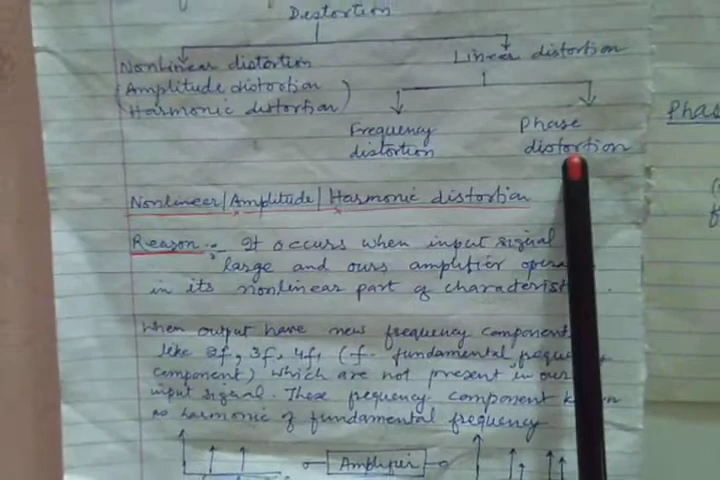 Distortion
Nonlinear distortion
Linear distortion
(Amplitude distortion
Harmonic distortion)
Frequency
distortion
Phase
distortion
Nonlinear/Amplitude/Harmonic distortion
Reason :- It occurs when input signal
large and ours amplifier opera
in its nonlinear part of characterist
When output have new frequency component
like 2f, 3f, 4f, (f- fundamental freque
component) which are not present in our
input signal. These frequency component k n
as harmonic of fundamental frequency
Amplifier
Phas